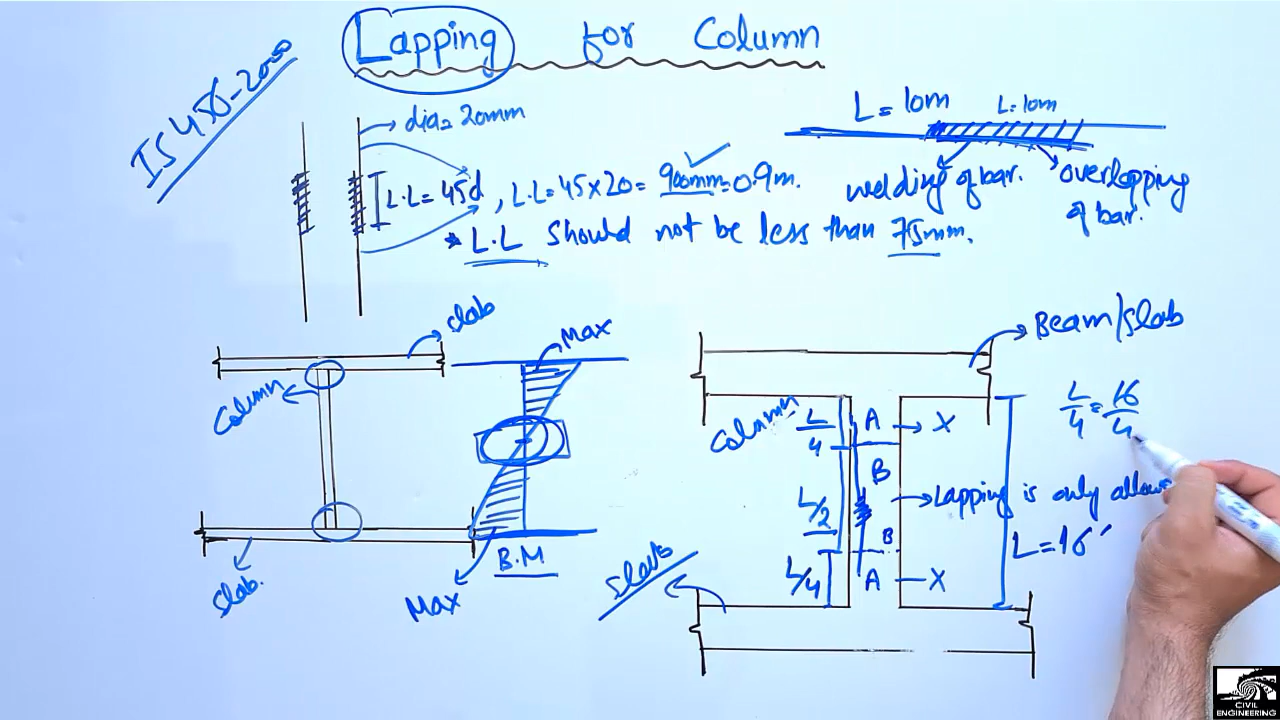 Lapping for Column
IS 456-2000
dia= 20mm
L.L = 45d, L.L = 45×20 = 900mm = 0.9m.
* L.L should not be less than 75mm.
L = 10m
L = 10m
welding of bar.
overlapping
of bar.
slab
Column
Slab.
Max
Max
B.M
Beam/Slab
Column
L/4
A
X
B
L/2
Lapping is only allow
B
L/4
A
X
L=16'
L/4 = 16/4
Slab
CIVIL
ENGINEERING